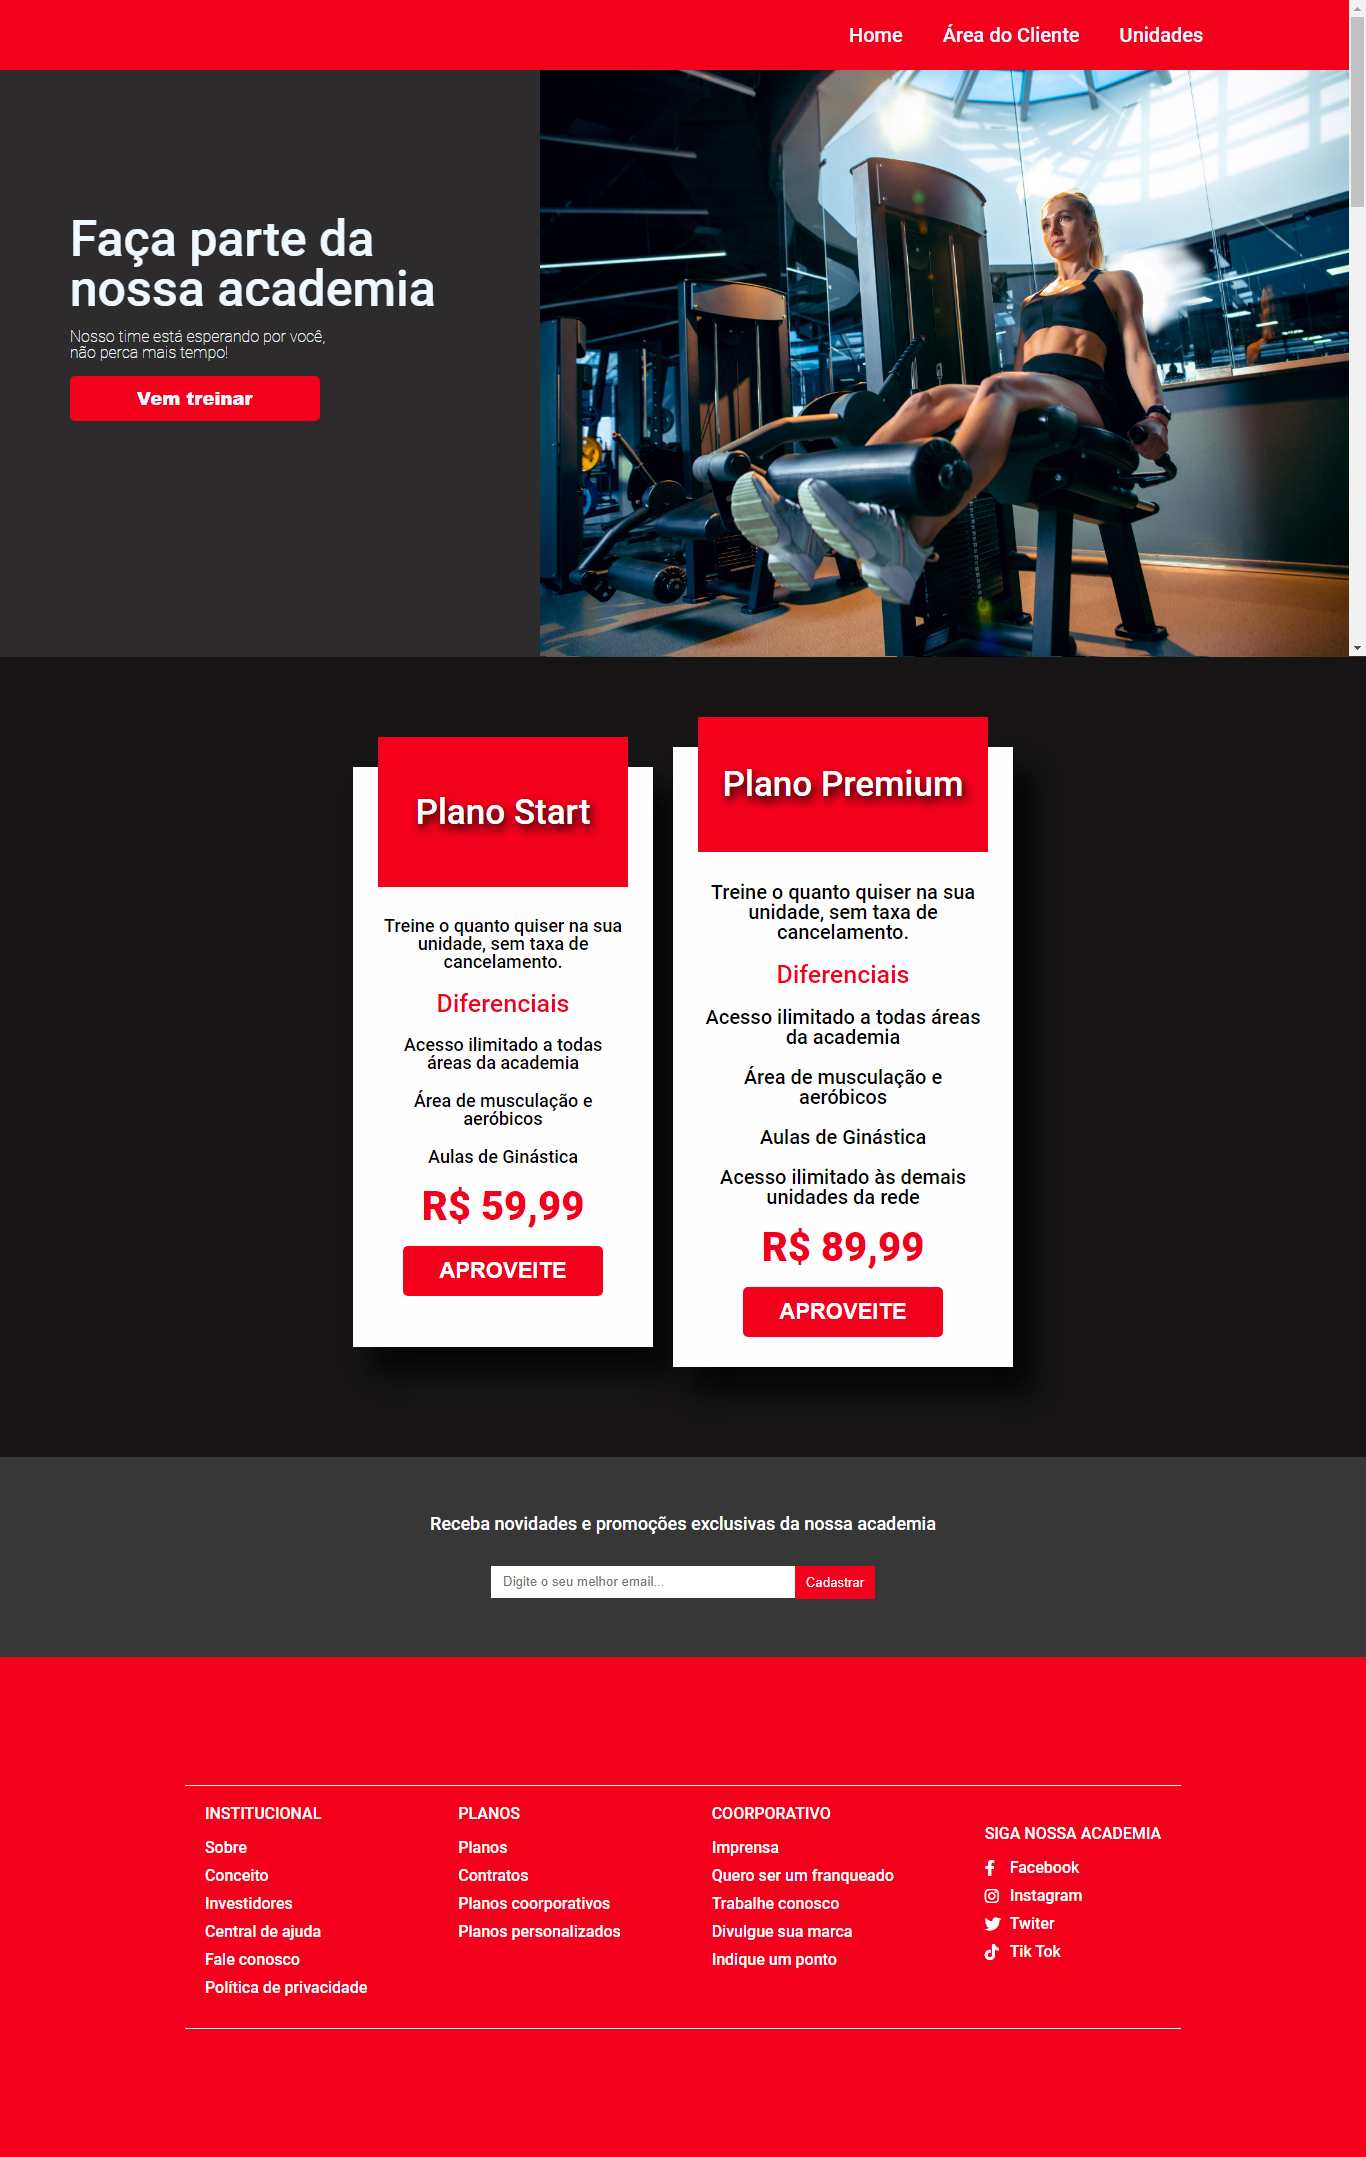 Home
Área do Cliente
Unidades
Faça parte da
nossa academia
Nosso time está esperando por você,
não perca mais tempo!
Vem treinar
Plano Start
Treine o quanto quiser na sua
unidade, sem taxa de
cancelamento.
Diferenciais
Acesso ilimitado a todas
áreas da academia
Área de musculação e
aeróbicos
Aulas de Ginástica
R$ 59,99
APROVEITE
Plano Premium
Treine o quanto quiser na sua
unidade, sem taxa de
cancelamento.
Diferenciais
Acesso ilimitado a todas áreas
da academia
Área de musculação e
aeróbicos
Aulas de Ginástica
Acesso ilimitado às demais
unidades da rede
R$ 89,99
APROVEITE
Receba novidades e promoções exclusivas da nossa academia
Digite o seu melhor email...
Cadastrar
INSTITUCIONAL
Sobre
Conceito
Investidores
Central de ajuda
Fale conosco
Política de privacidade
PLANOS
Planos
Contratos
Planos coorporativos
Planos personalizados
COORPORATIVO
Imprensa
Quero ser um franqueado
Trabalhe conosco
Divulgue sua marca
Indique um ponto
SIGA NOSSA ACADEMIA
Facebook
Instagram
Twiter
Tik Tok